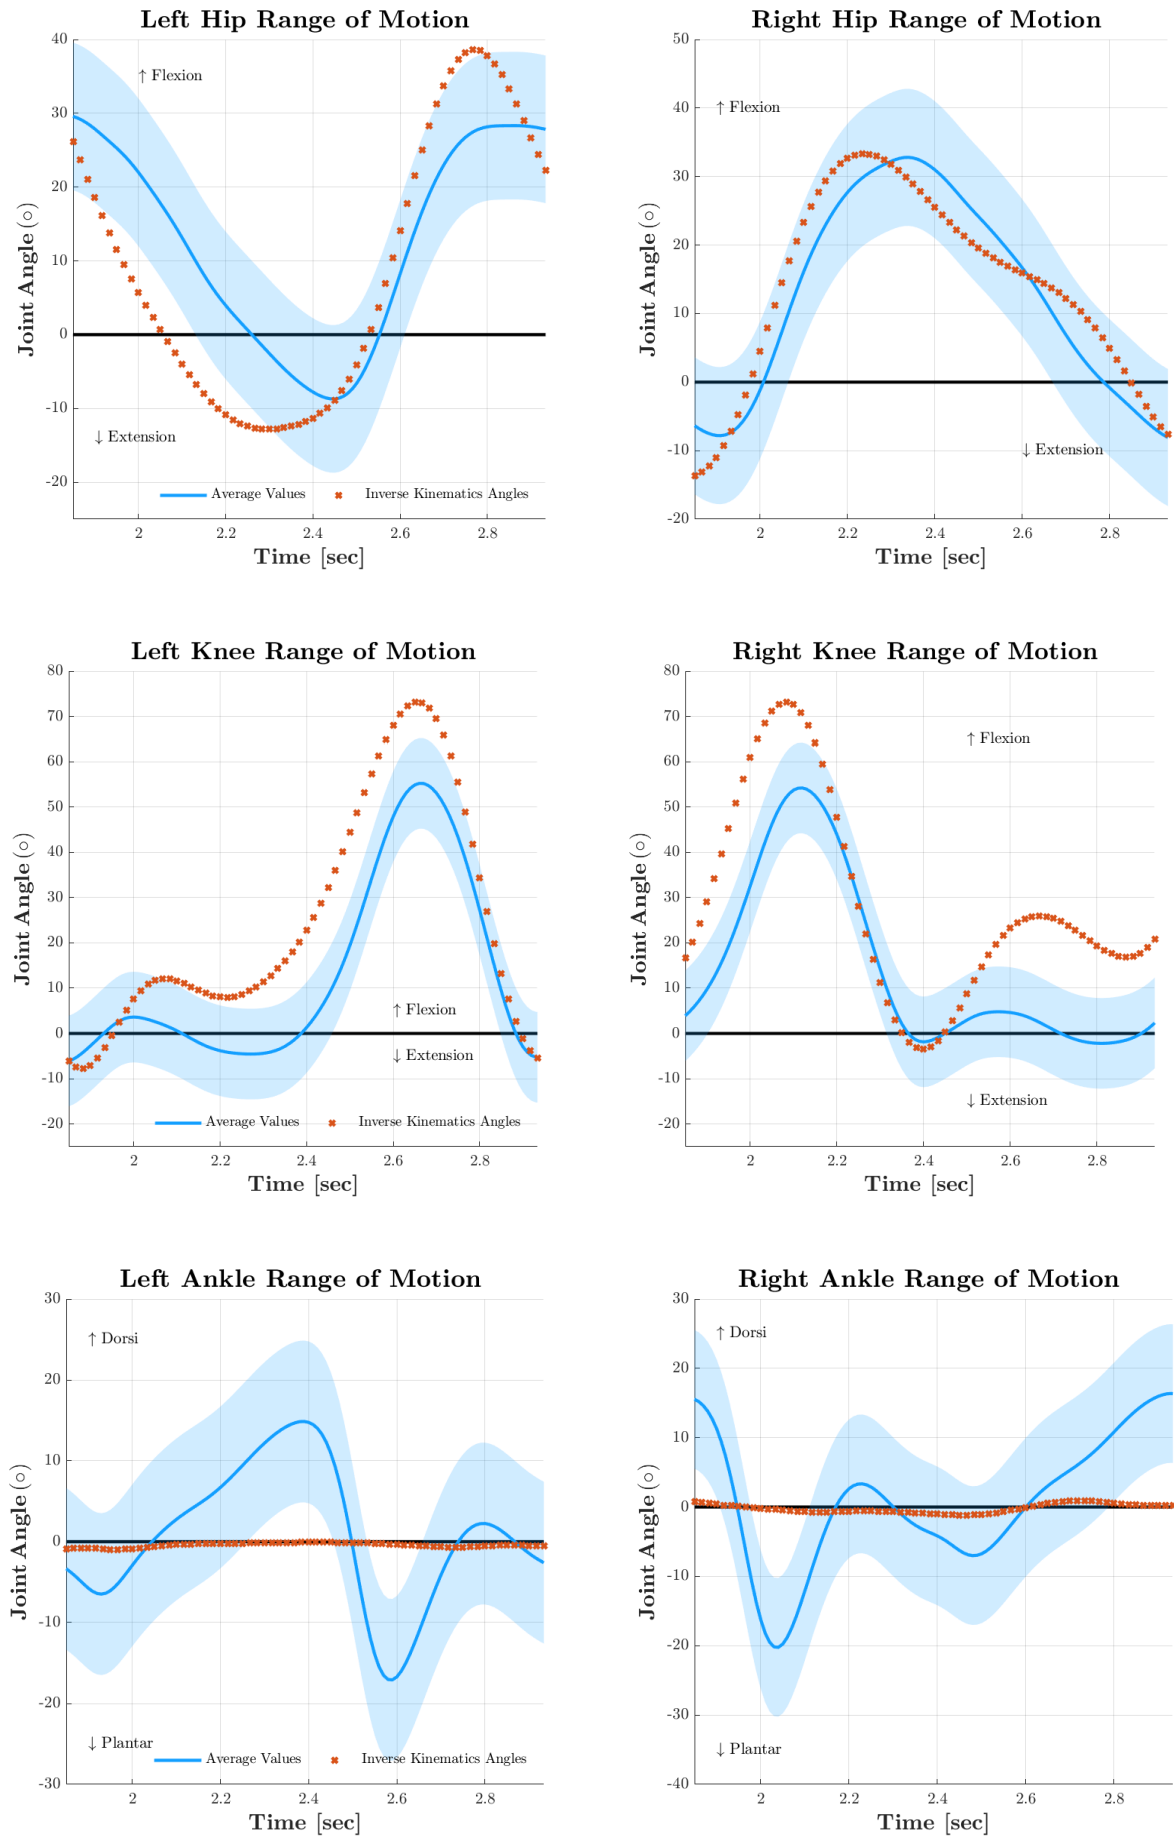 Left Hip Range of Motion
40
30
20
10
0
-10
-20
Joint Angle (○)
↑ Flexion
↓ Extension
Average Values
Inverse Kinematics Angles
2
2.2
2.4
2.6
2.8
Time [sec]
Right Hip Range of Motion
50
40
30
20
10
0
-10
-20
Joint Angle (○)
↑ Flexion
↓ Extension
2
2.2
2.4
2.6
2.8
Time [sec]
Left Knee Range of Motion
80
70
60
50
40
30
20
10
0
-10
-20
Joint Angle (○)
↑ Flexion
↓ Extension
Average Values
Inverse Kinematics Angles
2
2.2
2.4
2.6
2.8
Time [sec]
Right Knee Range of Motion
80
70
60
50
40
30
20
10
0
-10
-20
Joint Angle (○)
↑ Flexion
↓ Extension
2
2.2
2.4
2.6
2.8
Time [sec]
Left Ankle Range of Motion
30
20
10
0
-10
-20
-30
Joint Angle (○)
↑ Dorsi
↓ Plantar
Average Values
Inverse Kinematics Angles
2
2.2
2.4
2.6
2.8
Time [sec]
Right Ankle Range of Motion
30
20
10
0
-10
-20
-30
-40
Joint Angle (○)
↑ Dorsi
↓ Plantar
2
2.2
2.4
2.6
2.8
Time [sec]